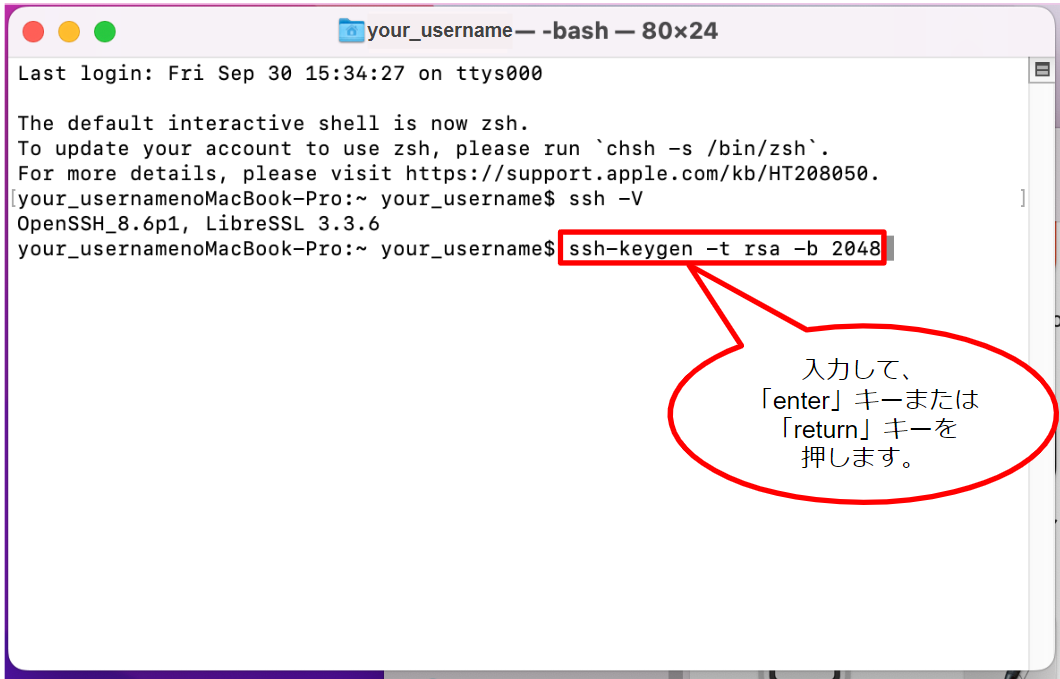 your_username — -bash — 80×24
Last login: Fri Sep 30 15:34:27 on ttys000
The default interactive shell is now zsh.
To update your account to use zsh, please run `chsh -s /bin/zsh`.
For more details, please visit https://support.apple.com/kb/HT208050.
[your_usernamenoMacBook-Pro:~ your_username$ ssh -V ]
OpenSSH_8.6p1, LibreSSL 3.3.6
your_usernamenoMacBook-Pro:~ your_username$ ssh-keygen -t rsa -b 2048
入力して、
「enter」キーまたは
「return」キーを
押します。